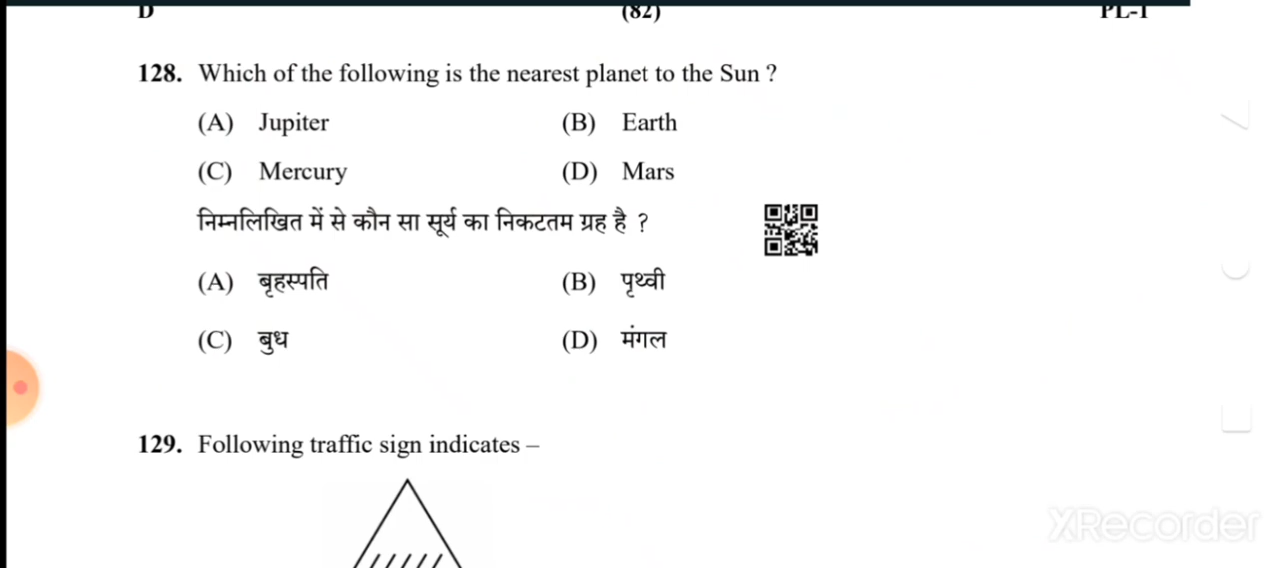 D (82) PL-1
128. Which of the following is the nearest planet to the Sun ?
(A) Jupiter (B) Earth
(C) Mercury (D) Mars
निम्नलिखित में से कौन सा सूर्य का निकटतम ग्रह है ?
(A) बृहस्पति (B) पृथ्वी
(C) बुध (D) मंगल
129. Following traffic sign indicates –
XRecorder